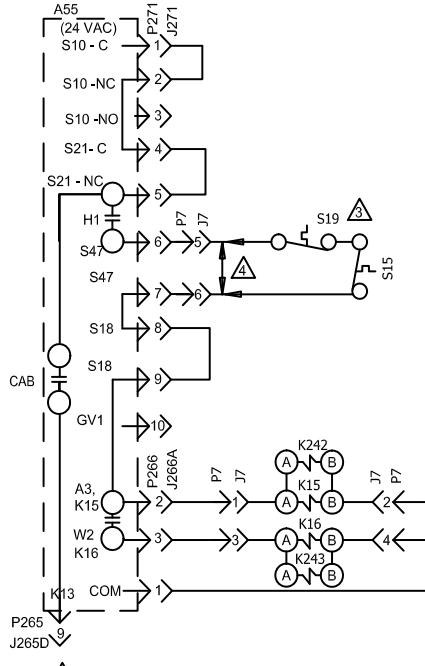 A55
(24 VAC)
P271
J271
S10 - C
1
S10 -NC
2
S10 -NO
3
S21- C
4
S21 - NC
5
H1
S47
6
P7
5
J7
S19
3
S15
4
S47
7
6
S18
8
S18
9
CAB
GV1
10
P266
J266A
A3,
K15
2
P7
1
J7
K242
A
B
K15
A
B
J7
2
P7
W2
K16
3
3
K16
A
B
4
K243
A
B
COM
1
K13
P265
9
J265D